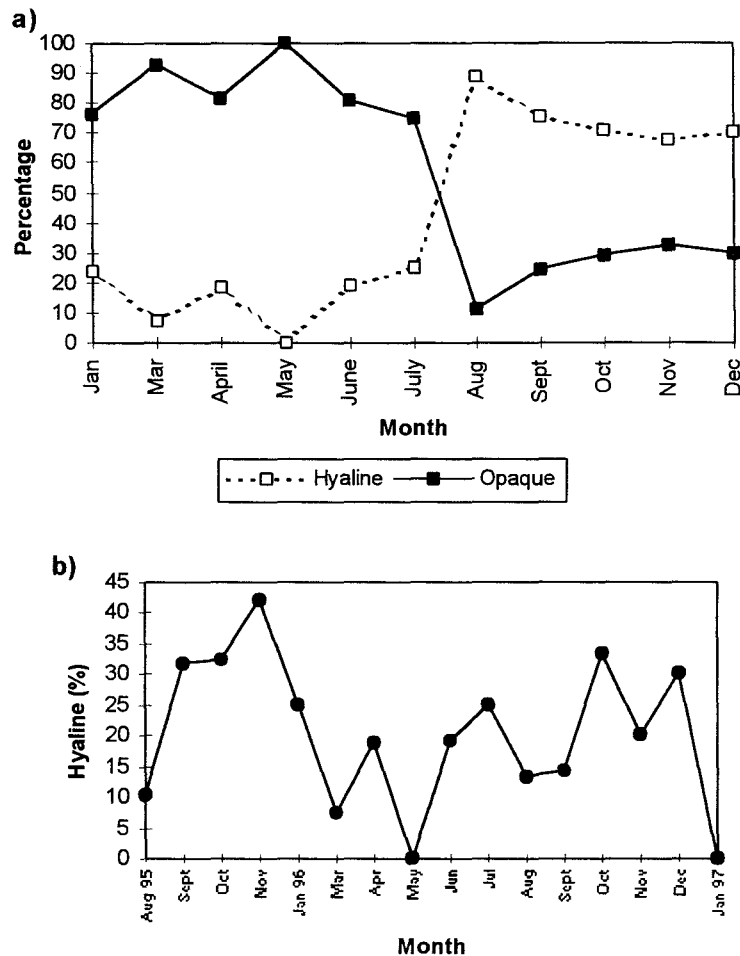 a)
100
90
80
70
60
50
40
30
20
10
0
Percentage
Jan Mar April May June July Aug Sept Oct Nov Dec
Month
Hyaline Opaque
b)
45
40
35
30
25
20
15
10
5
0
Hyaline (%)
Aug 95 Sept Oct Nov Jan 96 Mar Apr May Jun Jul Aug Sept Oct Nov Dec Jan 97
Month